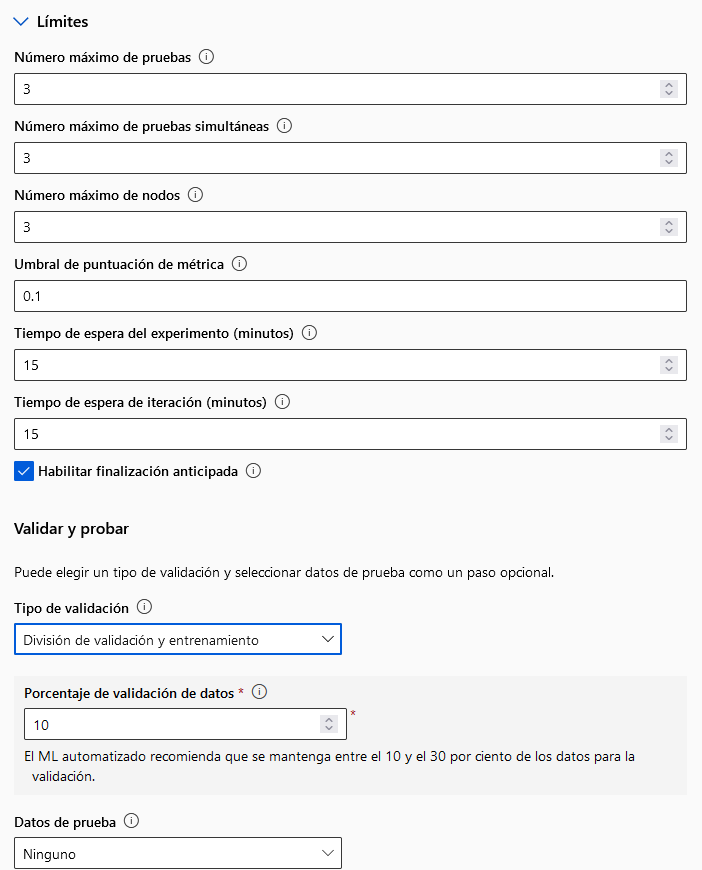 Límites
Número máximo de pruebas
3
Número máximo de pruebas simultáneas
3
Número máximo de nodos
3
Umbral de puntuación de métrica
0.1
Tiempo de espera del experimento (minutos)
15
Tiempo de espera de iteración (minutos)
15
Habilitar finalización anticipada
Validar y probar
Puede elegir un tipo de validación y seleccionar datos de prueba como un paso opcional.
Tipo de validación
División de validación y entrenamiento
Porcentaje de validación de datos *
10 *
El ML automatizado recomienda que se mantenga entre el 10 y el 30 por ciento de los datos para la
validación.
Datos de prueba
Ninguno